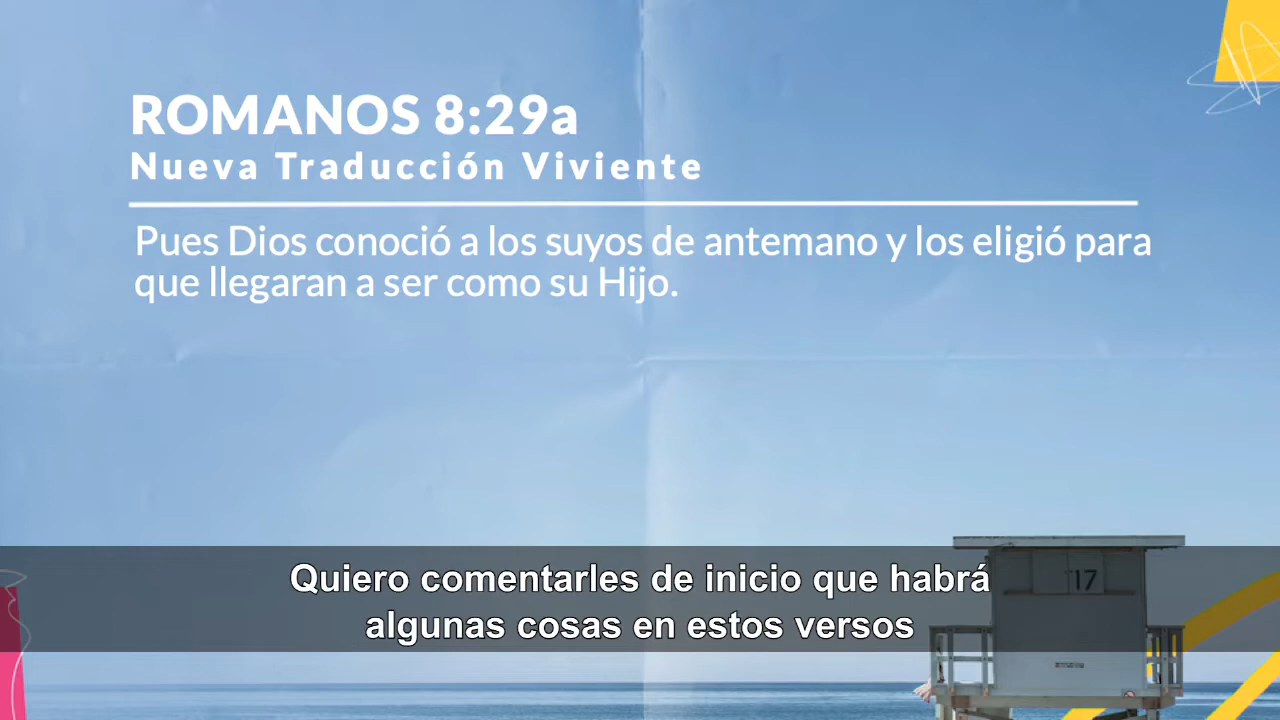 ROMANOS 8:29a
Nueva Traducción Viviente
Pues Dios conoció a los suyos de antemano y los eligió para
que llegaran a ser como su Hijo.
Quiero comentarles de inicio que habrá
algunas cosas en estos versos
17